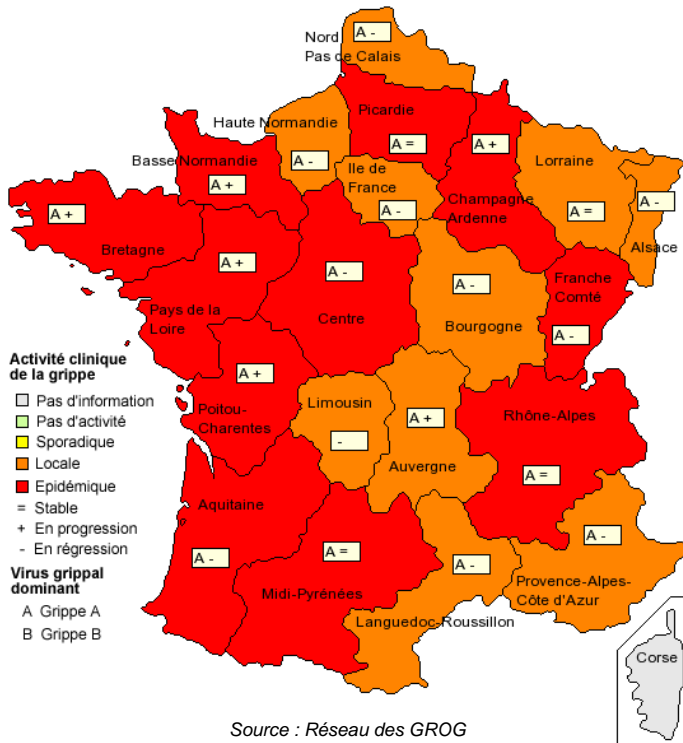 A -
Nord
Pas de Calais
Picardie
Haute Normandie
A =
A +
Lorraine
Basse Normandie
A -
Ile de
France
A +
A -
Champagne
Ardenne
A =
A -
Alsace
A +
Bretagne
A +
A -
Centre
A -
Bourgogne
Franche
Comté
A -
Pays de la
Loire
A +
Poitou-
Charentes
Limousin
-
A +
Auvergne
Rhône-Alpes
A =
Aquitaine
A -
A =
Midi-Pyrénées
A -
Languedoc-Roussillon
A -
Provence-Alpes-
Côte d'Azur
Corse
Activité clinique
de la grippe
Pas d'information
Pas d'activité
Sporadique
Locale
Epidémique
= Stable
+ En progression
- En régression
Virus grippal
dominant
A Grippe A
B Grippe B
Source : Réseau des GROG